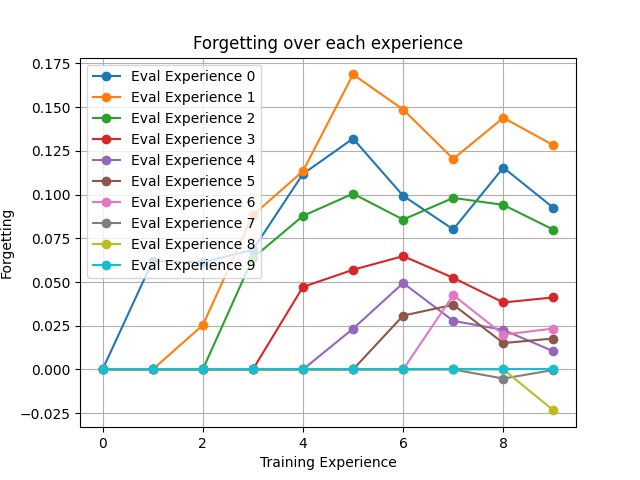 Forgetting over each experience
0.175
0.150
0.125
0.100
0.075
0.050
0.025
0.000
−0.025
Forgetting
Eval Experience 0
Eval Experience 1
Eval Experience 2
Eval Experience 3
Eval Experience 4
Eval Experience 5
Eval Experience 6
Eval Experience 7
Eval Experience 8
Eval Experience 9
0 2 4 6 8
Training Experience